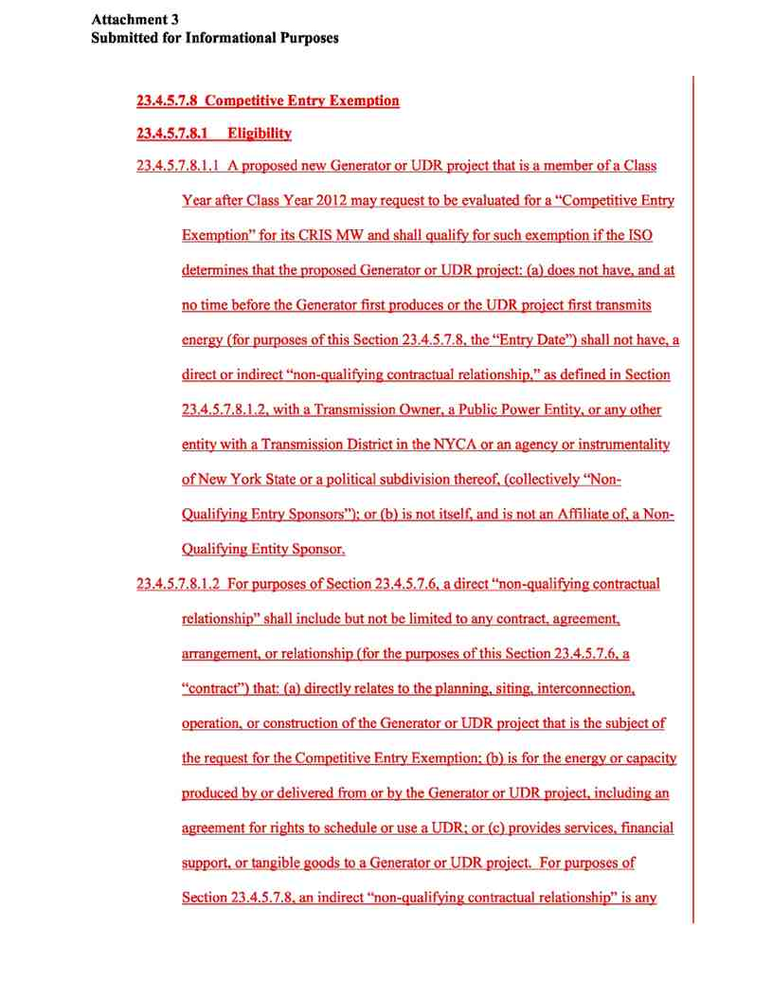 Attachment 3
Submitted for Informational Purposes
23.4.5.7.8 Competitive Entry Exemption
23.4.5.7.8.1 Eligibility
23.4.5.7.8.1.1 A proposed new Generator or UDR project that is a member of a Class
Year after Class Year 2012 may request to be evaluated for a “Competitive Entry
Exemption” for its CRIS MW and shall qualify for such exemption if the ISO
determines that the proposed Generator or UDR project: (a) does not have, and at
no time before the Generator first produces or the UDR project first transmits
energy (for purposes of this Section 23.4.5.7.8, the “Entry Date”) shall not have, a
direct or indirect “non-qualifying contractual relationship,” as defined in Section
23.4.5.7.8.1.2, with a Transmission Owner, a Public Power Entity, or any other
entity with a Transmission District in the NYCA or an agency or instrumentality
of New York State or a political subdivision thereof, (collectively “Non-
Qualifying Entry Sponsors”); or (b) is not itself, and is not an Affiliate of, a Non-
Qualifying Entity Sponsor.
23.4.5.7.8.1.2 For purposes of Section 23.4.5.7.6, a direct “non-qualifying contractual
relationship” shall include but not be limited to any contract, agreement,
arrangement, or relationship (for the purposes of this Section 23.4.5.7.6, a
“contract”) that: (a) directly relates to the planning, siting, interconnection,
operation, or construction of the Generator or UDR project that is the subject of
the request for the Competitive Entry Exemption; (b) is for the energy or capacity
produced by or delivered from or by the Generator or UDR project, including an
agreement for rights to schedule or use a UDR; or (c) provides services, financial
support, or tangible goods to a Generator or UDR project.  For purposes of
Section 23.4.5.7.8, an indirect “non-qualifying contractual relationship” is any